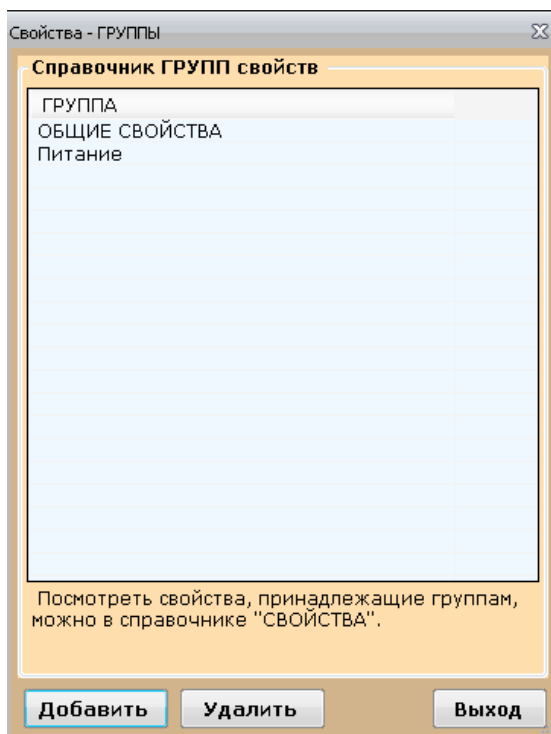 Свойства - ГРУППЫ
Справочник ГРУПП свойств
ГРУППА
ОБЩИЕ СВОЙСТВА
Питание
Посмотреть свойства, принадлежащие группам,
можно в справочнике "СВОЙСТВА".
Добавить Удалить Выход